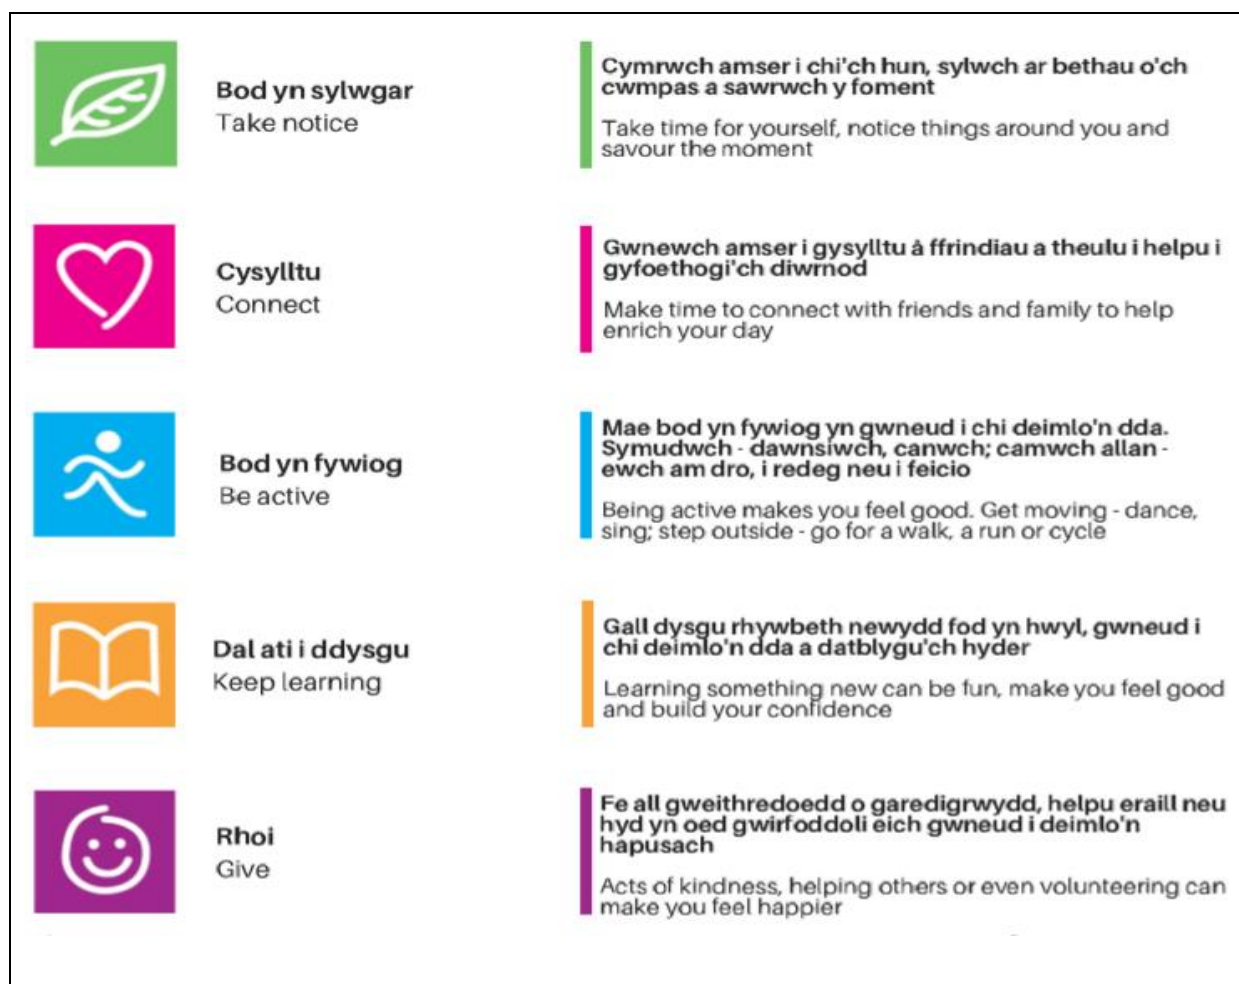 Bod yn sylwgar
Take notice
Cymrwch amser i chi'ch hun, sylwch ar bethau o'ch
cwmpas a sawrwch y foment
Take time for yourself, notice things around you and
savour the moment
Cysylltu
Connect
Gwnewch amser i gysylltu â ffrindiau a theulu i helpu i
gyfoethogi'ch diwrnod
Make time to connect with friends and family to help
enrich your day
Bod yn fywiog
Be active
Mae bod yn fywiog yn gwneud i chi deimlo'n dda.
Symudwch - dawnsiwch, canwch; camwch allan -
ewch am dro, i redeg neu i feicio
Being active makes you feel good. Get moving - dance,
sing; step outside - go for a walk, a run or cycle
Dal ati i ddysgu
Keep learning
Gall dysgu rhywbeth newydd fod yn hwyl, gwneud i
chi deimlo'n dda a datblygu'ch hyder
Learning something new can be fun, make you feel good
and build your confidence
Rhoi
Give
Fe all gweithredoedd o garedigrwydd, helpu eraill neu
hyd yn oed gwirfoddoli eich gwneud i deimlo'n
hapusach
Acts of kindness, helping others or even volunteering can
make you feel happier